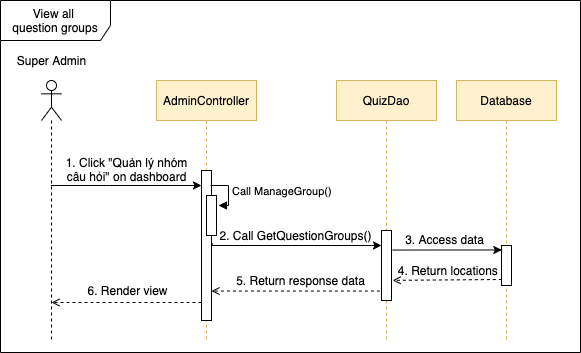 View all
question groups
Super Admin
AdminController
QuizDao
Database
1. Click "Quản lý nhóm
câu hỏi" on dashboard
Call ManageGroup()
2. Call GetQuestionGroups()
3. Access data
4. Return locations
5. Return response data
6. Render view